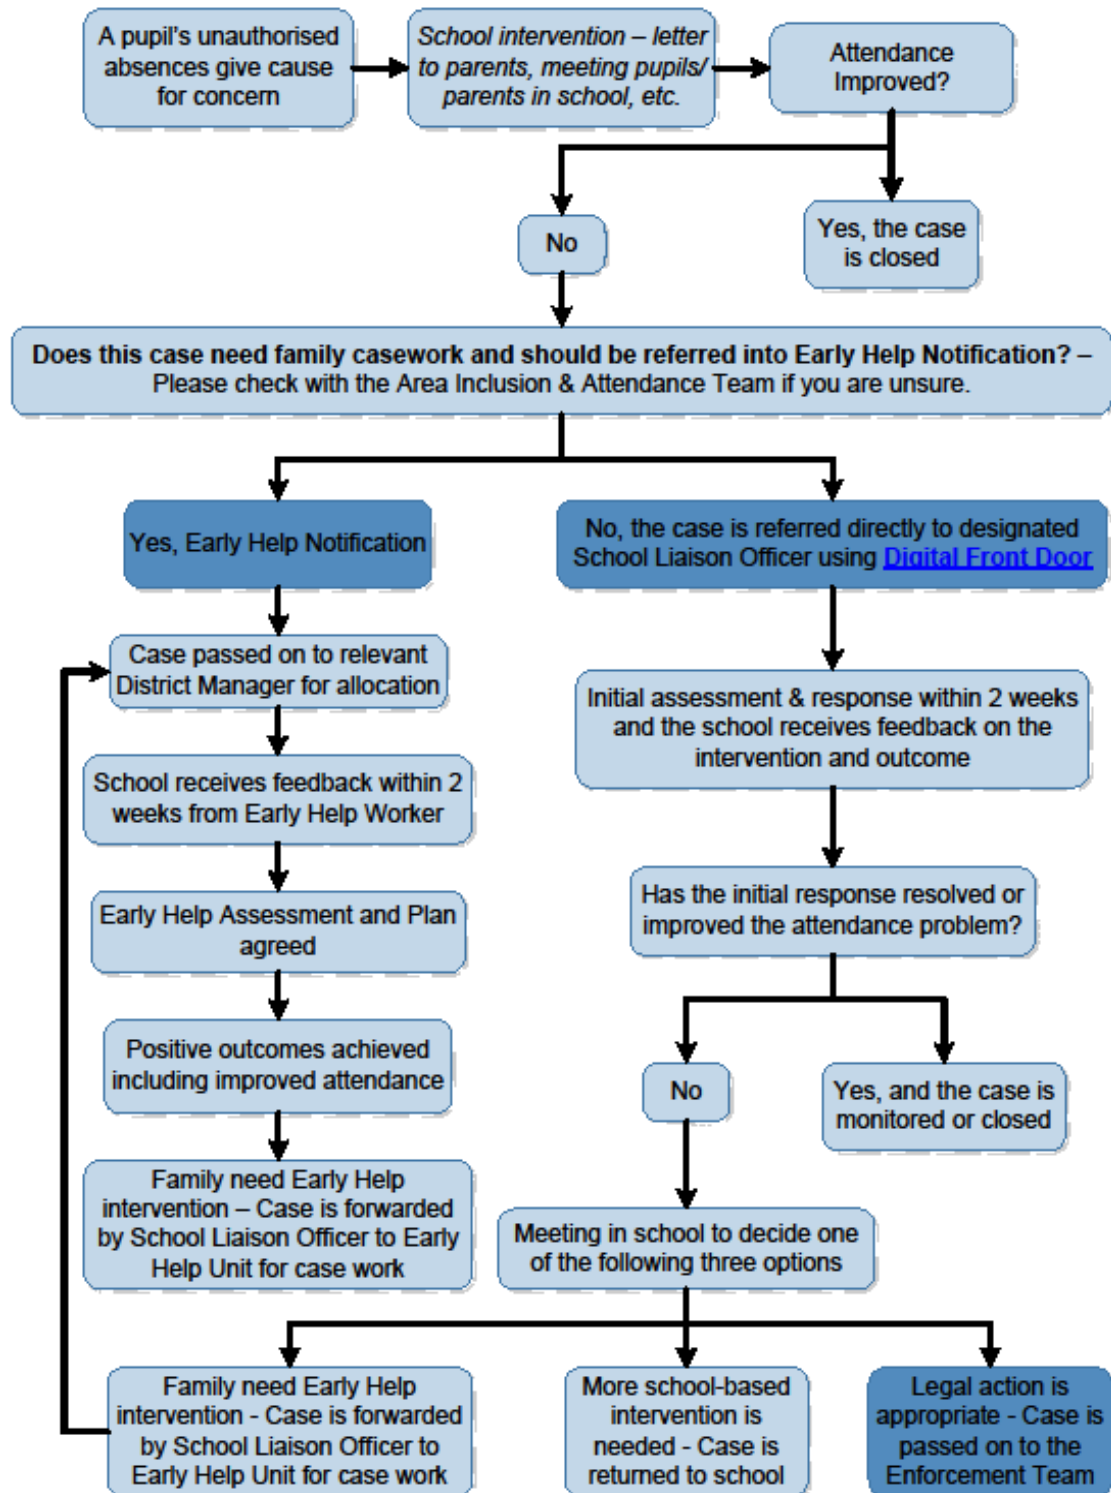 A pupil's unauthorised
absences give cause
for concern
School intervention – letter
to parents, meeting pupils/
parents in school, etc.
Attendance
Improved?
No
Yes, the case
is closed
Does this case need family casework and should be referred into Early Help Notification? –
Please check with the Area Inclusion & Attendance Team if you are unsure.
Yes, Early Help Notification
No, the case is referred directly to designated
School Liaison Officer using Digital Front Door
Case passed on to relevant
District Manager for allocation
School receives feedback within 2
weeks from Early Help Worker
Early Help Assessment and Plan
agreed
Positive outcomes achieved
including improved attendance
Family need Early Help
intervention – Case is forwarded
by School Liaison Officer to Early
Help Unit for case work
Initial assessment & response within 2 weeks
and the school receives feedback on the
intervention and outcome
Has the initial response resolved or
improved the attendance problem?
No
Yes, and the case is
monitored or closed
Meeting in school to decide one
of the following three options
Family need Early Help
intervention - Case is forwarded
by School Liaison Officer to
Early Help Unit for case work
More school-based
intervention is
needed - Case is
returned to school
Legal action is
appropriate - Case is
passed on to the
Enforcement Team